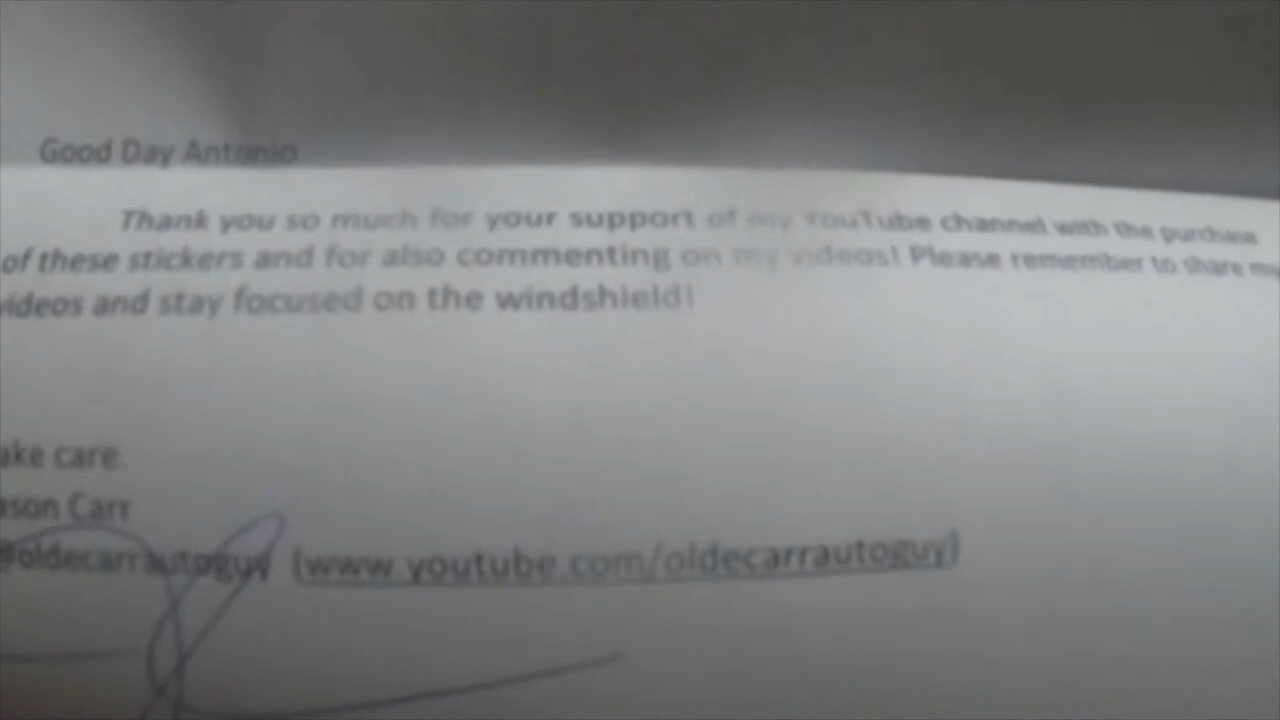 Good Day Antonio
Thank you so much for your support of my YouTube channel with the purchase
of these stickers and for also commenting on my videos! Please remember to share my
videos and stay focused on the windshield!
ake care.
ason Carr
@oldecarrautoguy (www.youtube.com/oldecarrautoguy)